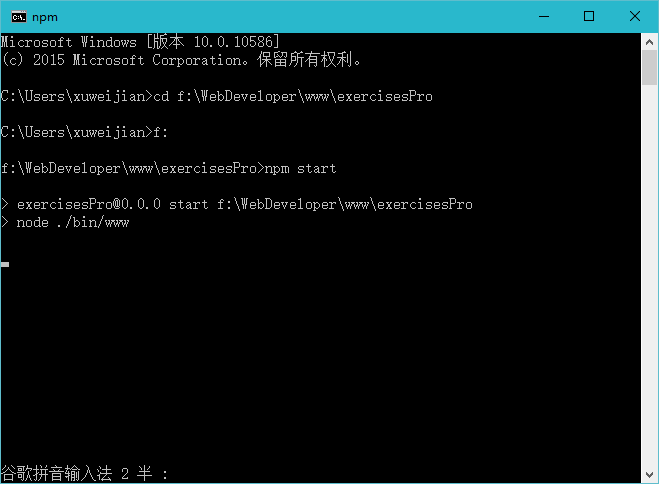 npm
Microsoft Windows [版本 10.0.10586]
(c) 2015 Microsoft Corporation。保留所有权利。
C:\Users\xuweijian>cd f:\WebDeveloper\www\exercisesPro
C:\Users\xuweijian>f:
f:\WebDeveloper\www\exercisesPro>npm start
> exercisesPro@0.0.0 start f:\WebDeveloper\www\exercisesPro
> node ./bin/www
谷歌拼音输入法 2 半 :